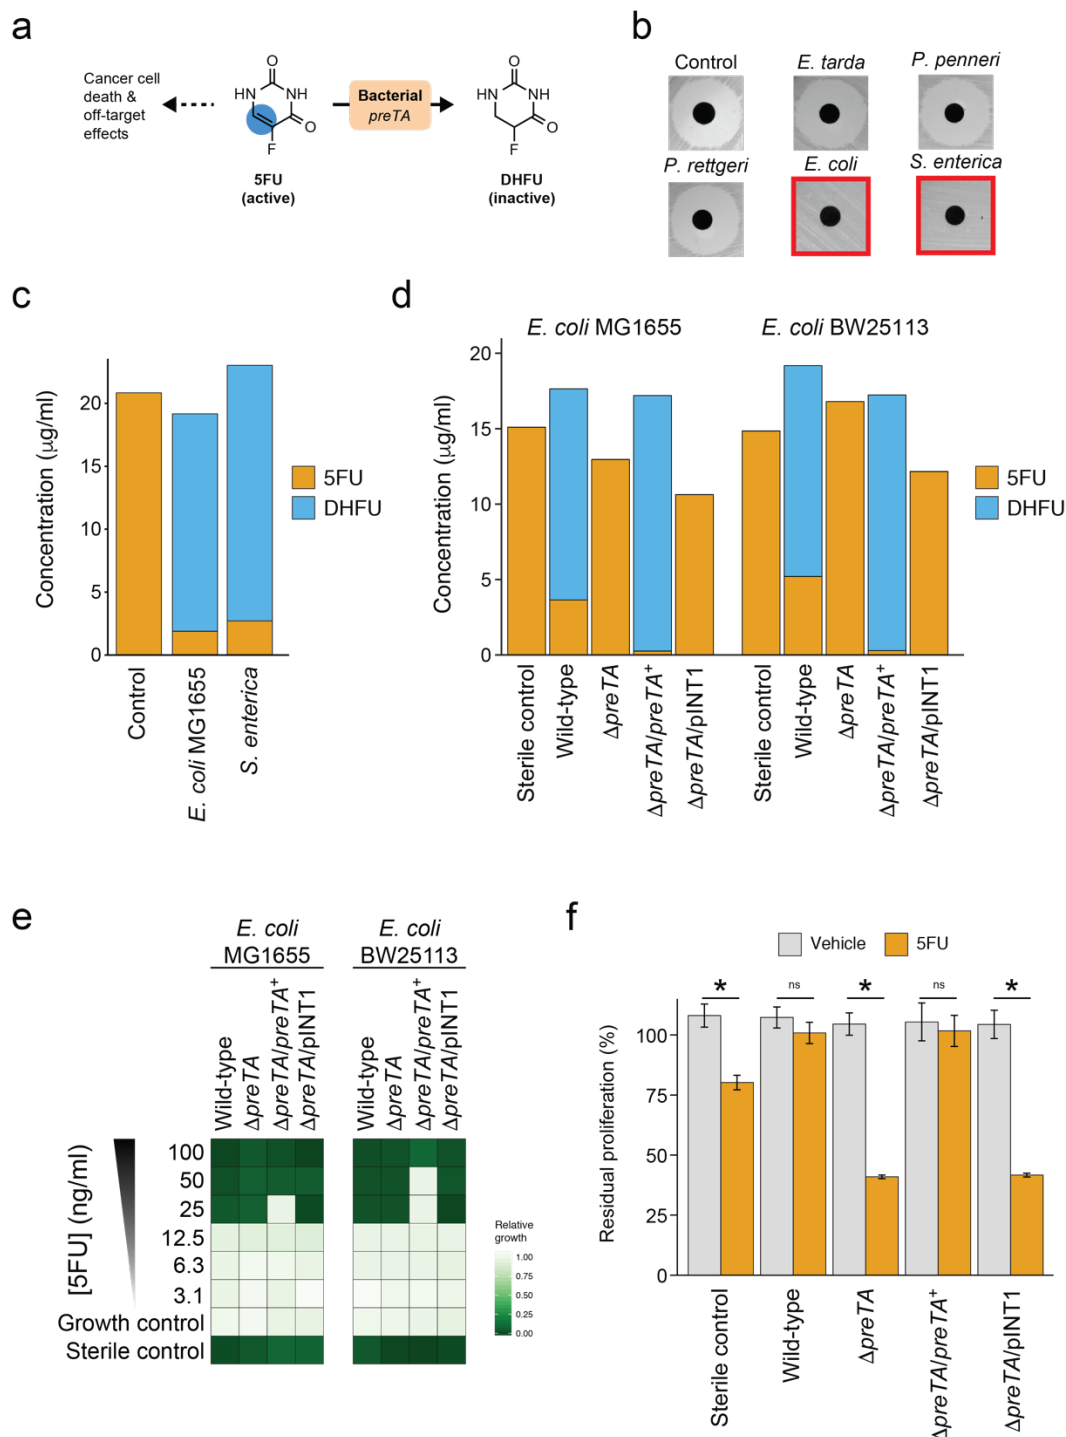 a
Cancer cell
death &
off-target
effects
O
HN
NH
O
F
5FU
(active)
Bacterial
preTA
O
HN
NH
O
F
DHFU
(inactive)
b
Control
E. tarda
P. penneri
P. rettgeri
E. coli
S. enterica
c
Concentration (µg/ml)
20
15
10
5
0
Control
E. coli MG1655
S. enterica
5FU
DHFU
d
E. coli MG1655
E. coli BW25113
Concentration (µg/ml)
20
15
10
5
0
Sterile control
Wild-type
ΔpreTA
ΔpreTA/preTA+
ΔpreTA/pINT1
Sterile control
Wild-type
ΔpreTA
ΔpreTA/preTA+
ΔpreTA/pINT1
5FU
DHFU
e
E. coli
MG1655
E. coli
BW25113
Wild-type
ΔpreTA
ΔpreTA/preTA+
ΔpreTA/pINT1
Wild-type
ΔpreTA
ΔpreTA/preTA+
ΔpreTA/pINT1
[5FU] (ng/ml)
100
50
25
12.5
6.3
3.1
Growth control
Sterile control
Relative
growth
1.00
0.75
0.50
0.25
0.00
f
Vehicle
5FU
Residual proliferation (%)
100
75
50
25
0
*
ns
*
ns
*
Sterile control
Wild-type
ΔpreTA
ΔpreTA/preTA+
ΔpreTA/pINT1